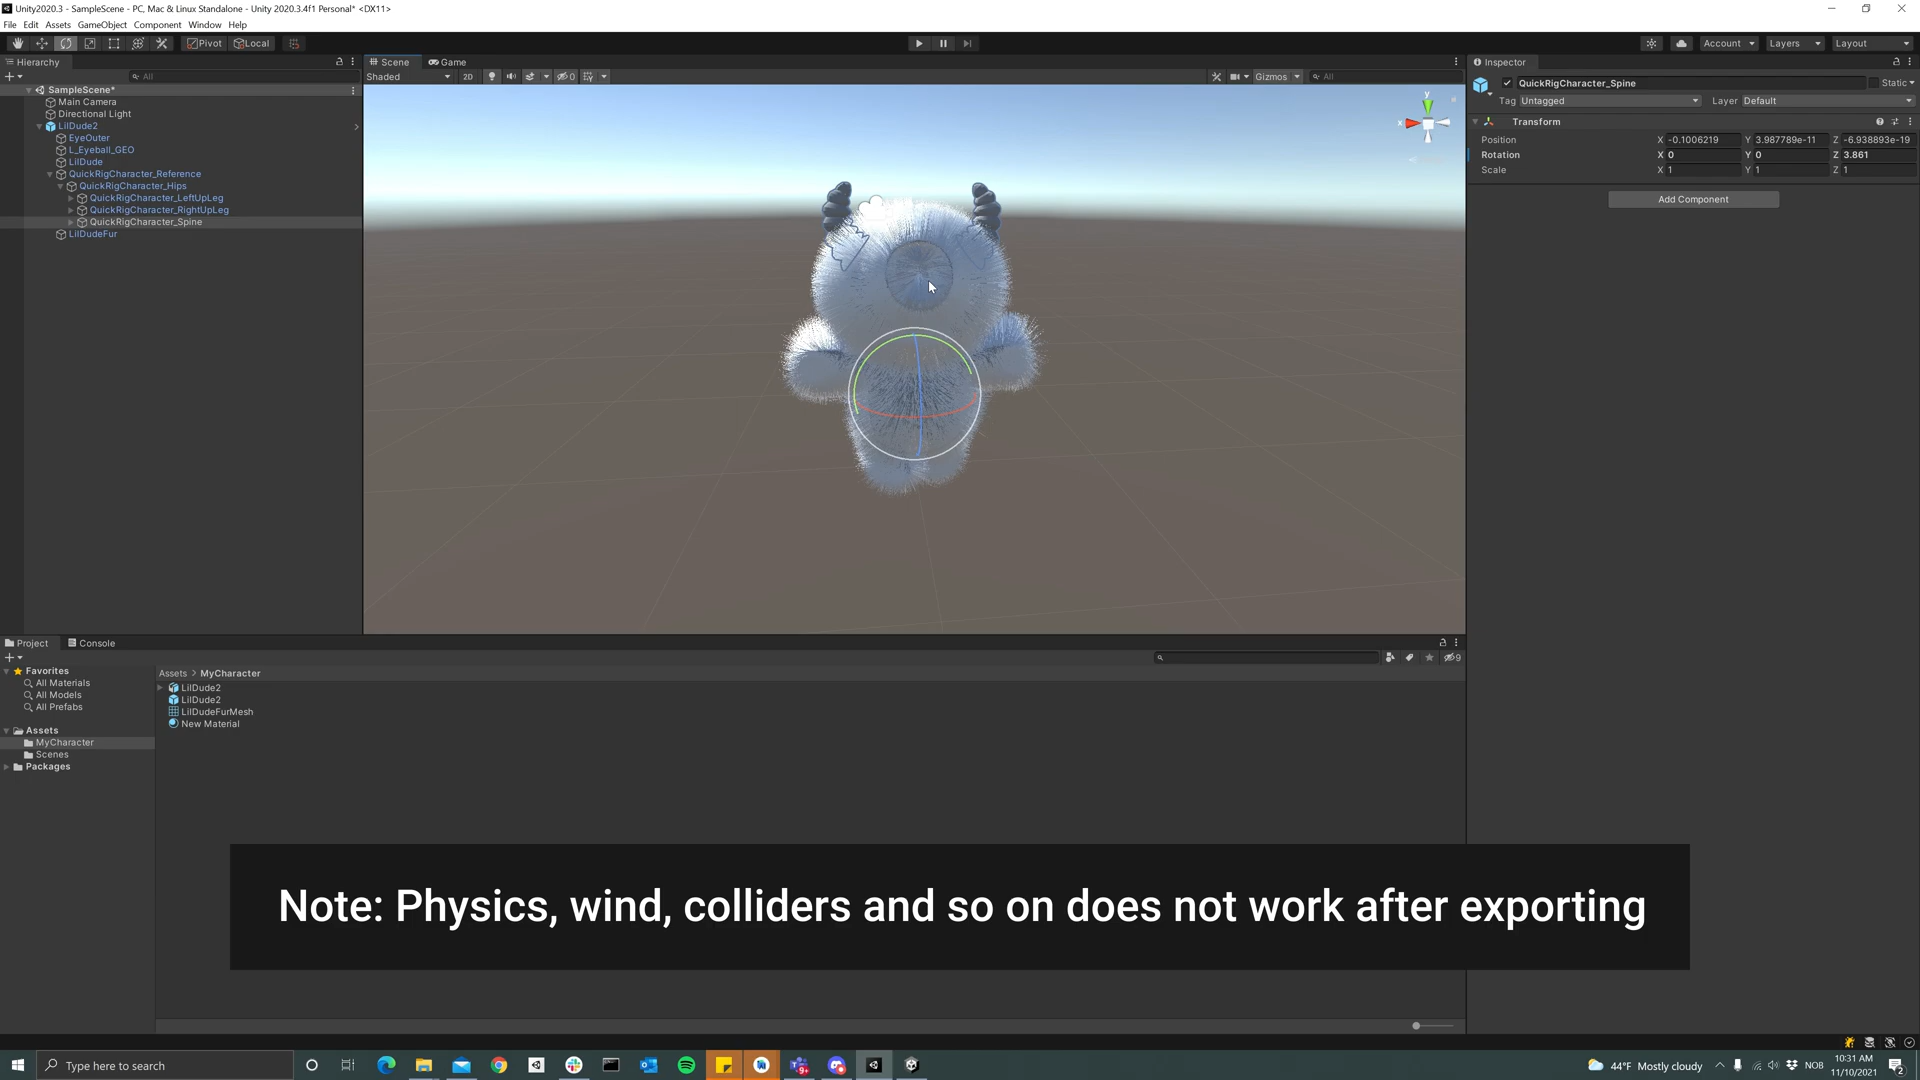 Unity2020.3 - SampleScene - PC, Mac & Linux Standalone - Unity 2020.3.4f1 Personal* <DX11>
File Edit Assets GameObject Component Window Help
Pivot Local
Account Layers Layout
Hierarchy
All
SampleScene*
Main Camera
Directional Light
LilDude2
EyeOuter
L_Eyeball_GEO
LilDude
QuickRigCharacter_Reference
QuickRigCharacter_Hips
QuickRigCharacter_LeftUpLeg
QuickRigCharacter_RightUpLeg
QuickRigCharacter_Spine
LilDudeFur
Scene Game
Shaded 2D 0 Gizmos All
y
x
Inspector
QuickRigCharacter_Spine Static
Tag Untagged Layer Default
Transform
Position X -0.1006219 Y 3.987789e-11 Z -6.938893e-19
Rotation X 0 Y 0 Z 3.861
Scale X 1 Y 1 Z 1
Add Component
Project Console
9
Favorites
All Materials
All Models
All Prefabs
Assets
MyCharacter
Scenes
Packages
Assets > MyCharacter
LilDude2
LilDude2
LilDudeFurMesh
New Material
Note: Physics, wind, colliders and so on does not work after exporting
Type here to search
9+
44°F Mostly cloudy
NOB
10:31 AM
11/10/2021
2